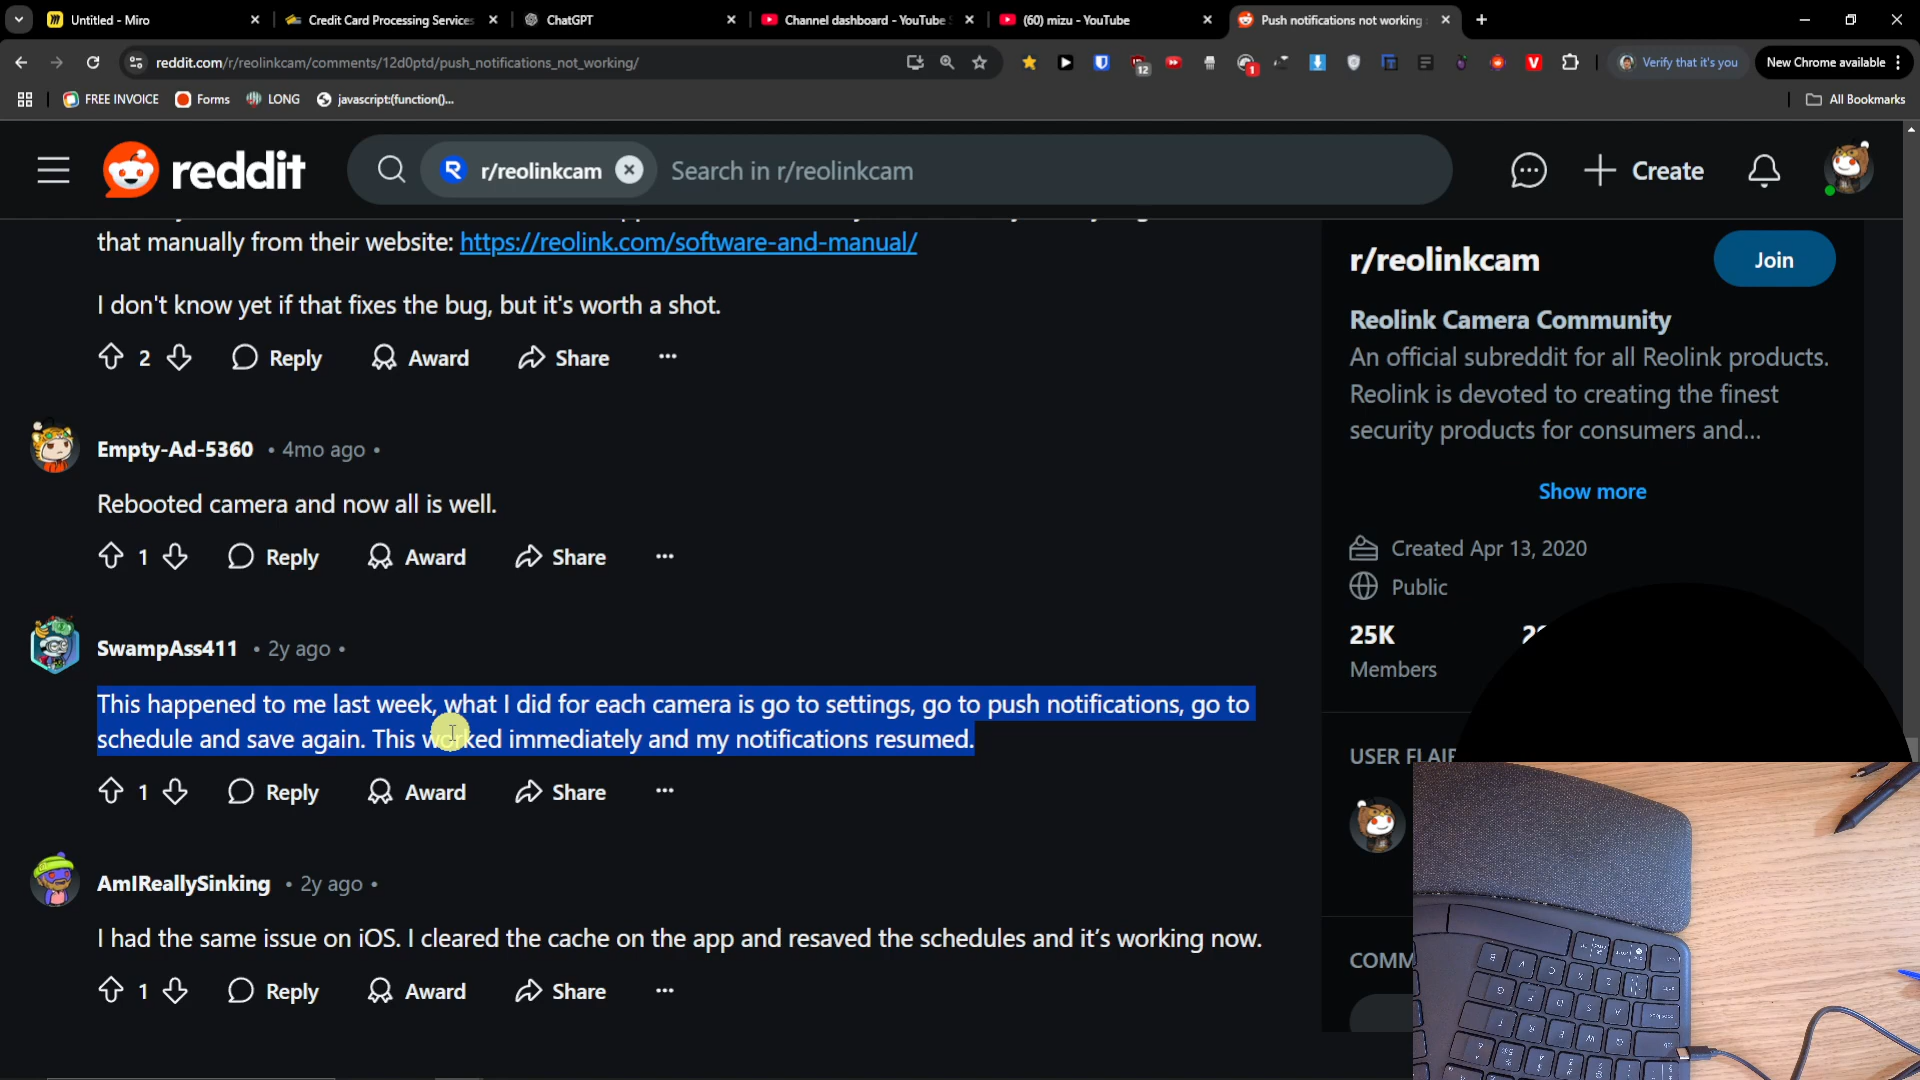 Untitled - Miro
Credit Card Processing Services
ChatGPT
Channel dashboard - YouTube S
(60) mizu - YouTube
Push notifications not working
reddit.com/r/reolinkcam/comments/12d0ptd/push_notifications_not_working/
12
1
Verify that it's you
New Chrome available
FREE INVOICE
Forms
LONG
javascript:(function()...
All Bookmarks
reddit
r/reolinkcam
Search in r/reolinkcam
Create
that manually from their website: https://reolink.com/software-and-manual/
I don't know yet if that fixes the bug, but it's worth a shot.
2
Reply
Award
Share
Empty-Ad-5360 • 4mo ago •
Rebooted camera and now all is well.
1
Reply
Award
Share
SwampAss411 • 2y ago •
This happened to me last week, what I did for each camera is go to settings, go to push notifications, go to
schedule and save again. This worked immediately and my notifications resumed.
1
Reply
Award
Share
AmIReallySinking • 2y ago •
I had the same issue on iOS. I cleared the cache on the app and resaved the schedules and it's working now.
1
Reply
Award
Share
r/reolinkcam
Join
Reolink Camera Community
An official subreddit for all Reolink products.
Reolink is devoted to creating the finest
security products for consumers and...
Show more
Created Apr 13, 2020
Public
25K
Members
USER FLAIR
COMM